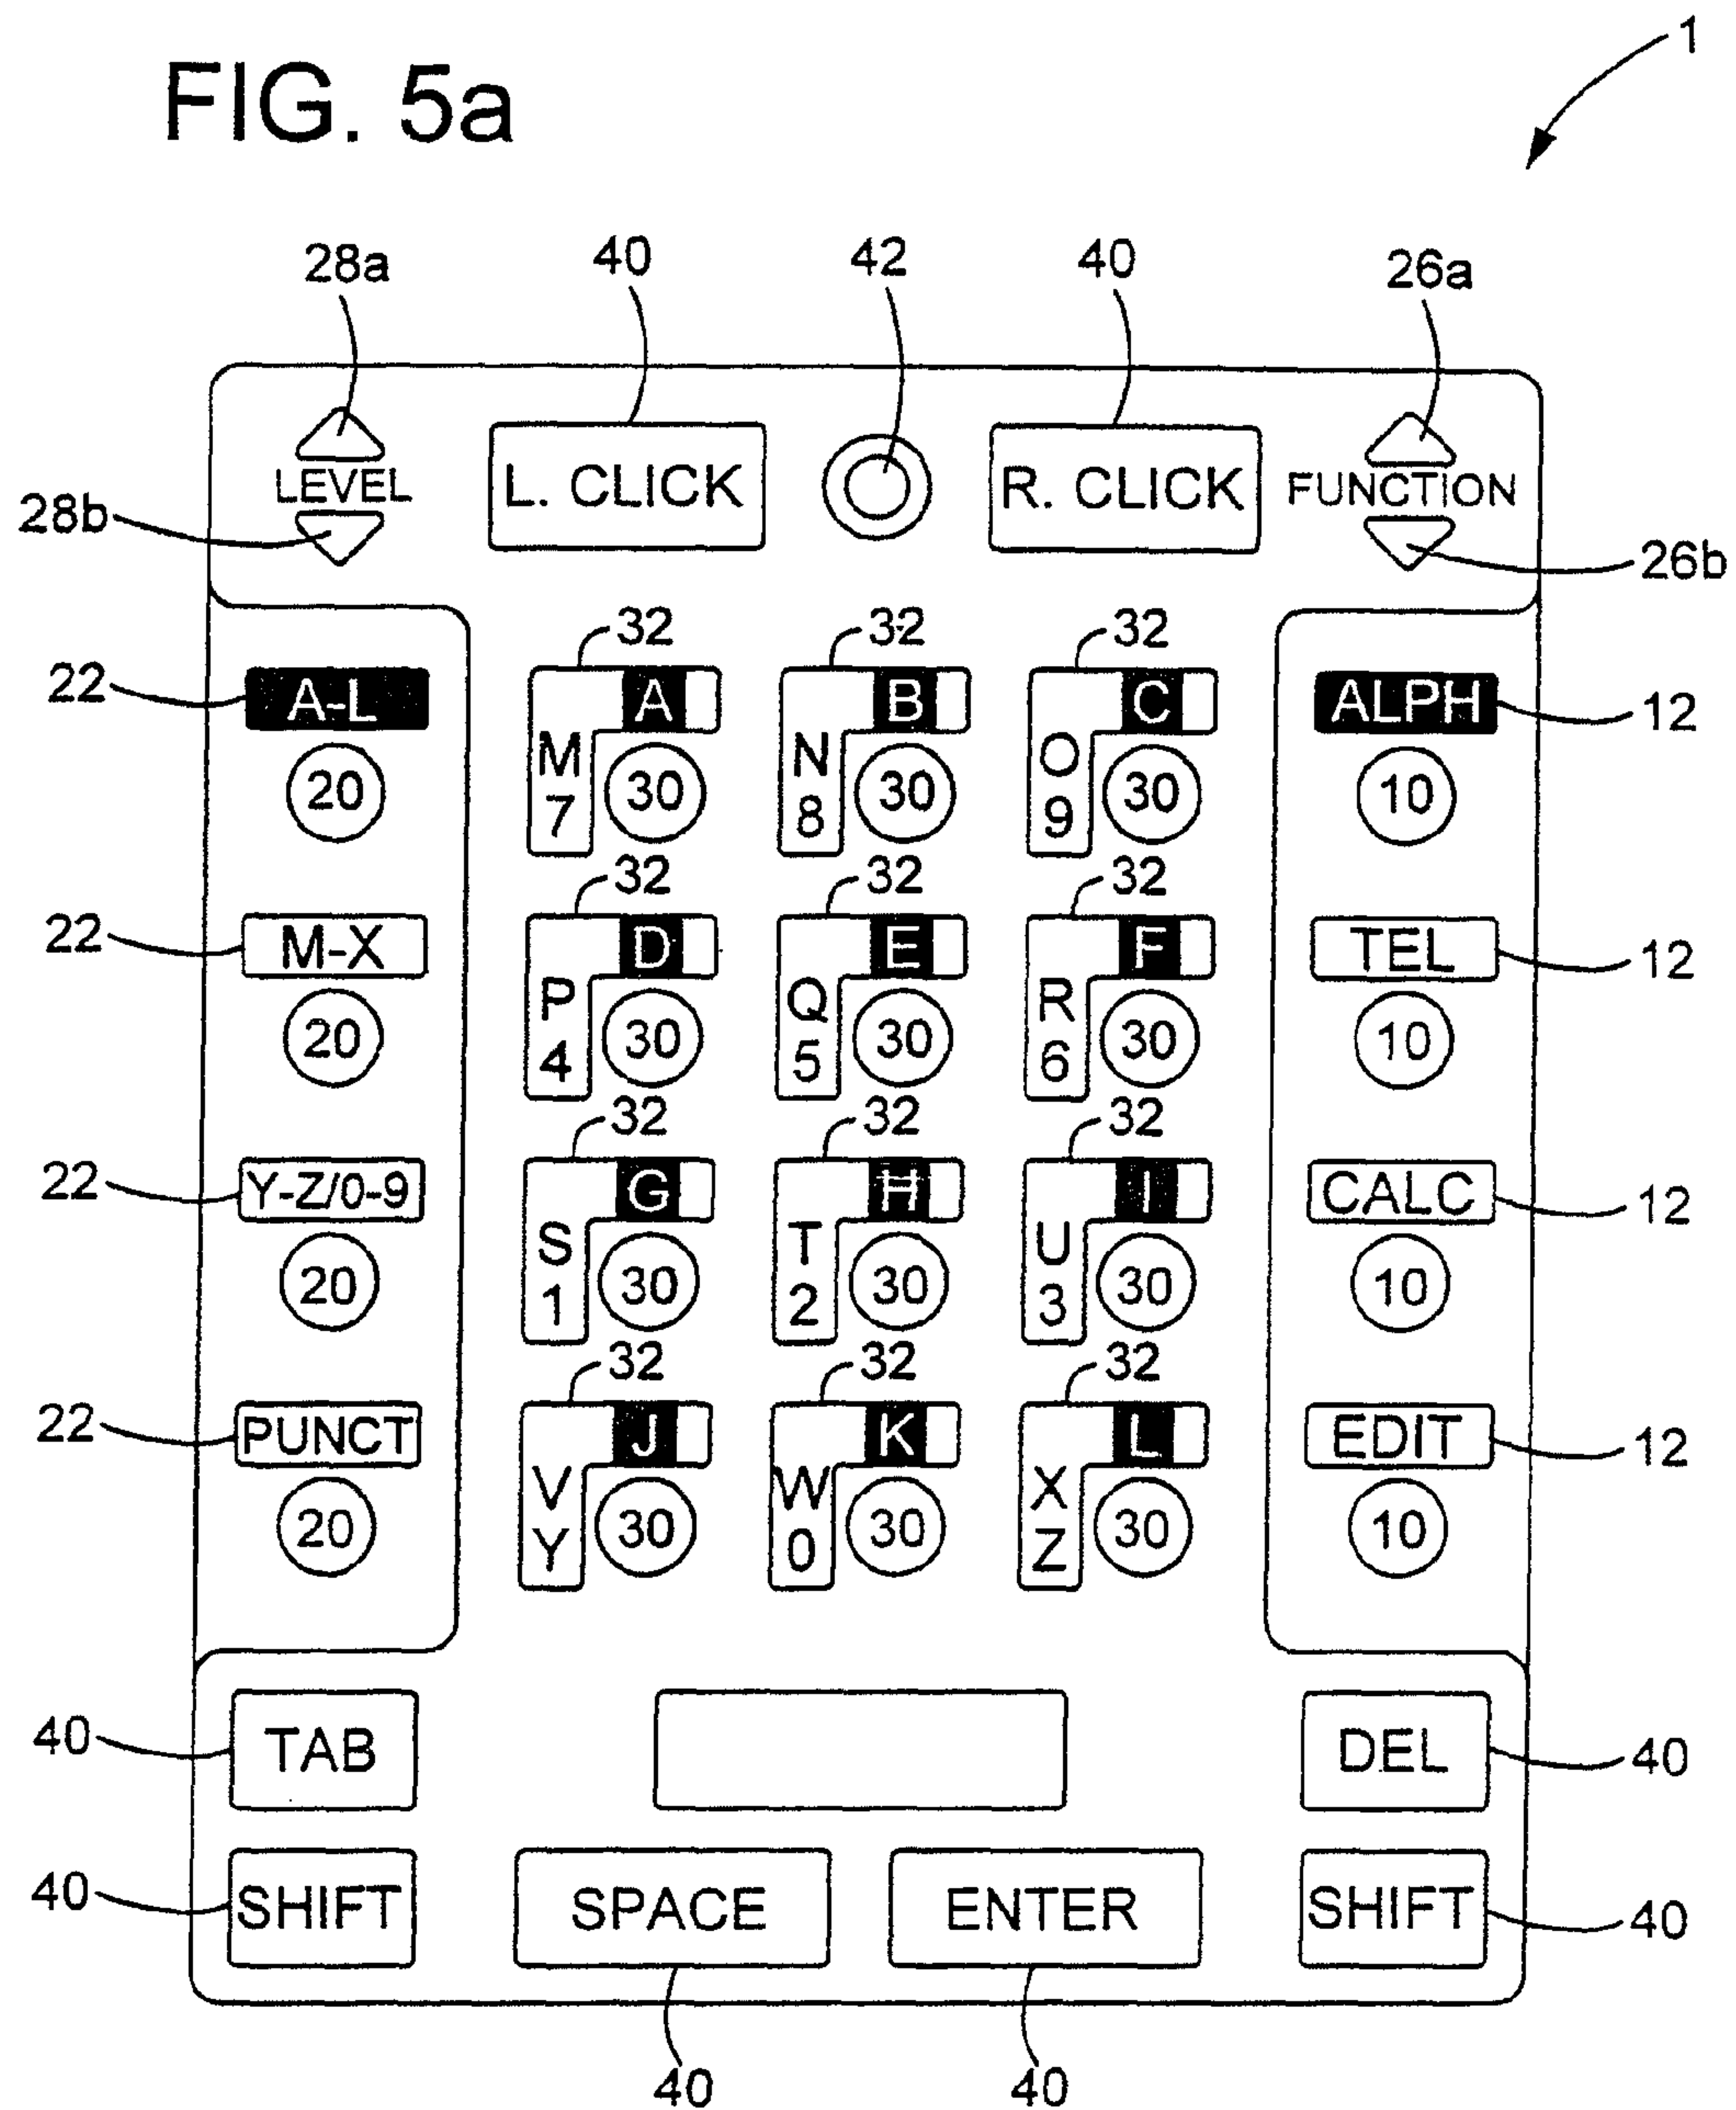 1
FIG. 5a
28a 40 42 40 26a
L. CLICK R. CLICK
LEVEL FUNCTION
28b 26b
32 32 32
22 A-L A B C ALPH 12
M N O
20 7 30 8 30 9 30 10
32 32 32
22 M-X D E F TEL 12
P Q R
20 4 30 5 30 6 30 10
32 32 32
22 Y-Z/0-9 G H I CALC 12
S T U
20 1 30 2 30 3 30 10
32 32 32
22 PUNCT J K L EDIT 12
V W X
20 Y 30 0 30 Z 30 10
40 TAB DEL 40
40 SHIFT SPACE ENTER SHIFT 40
40 40